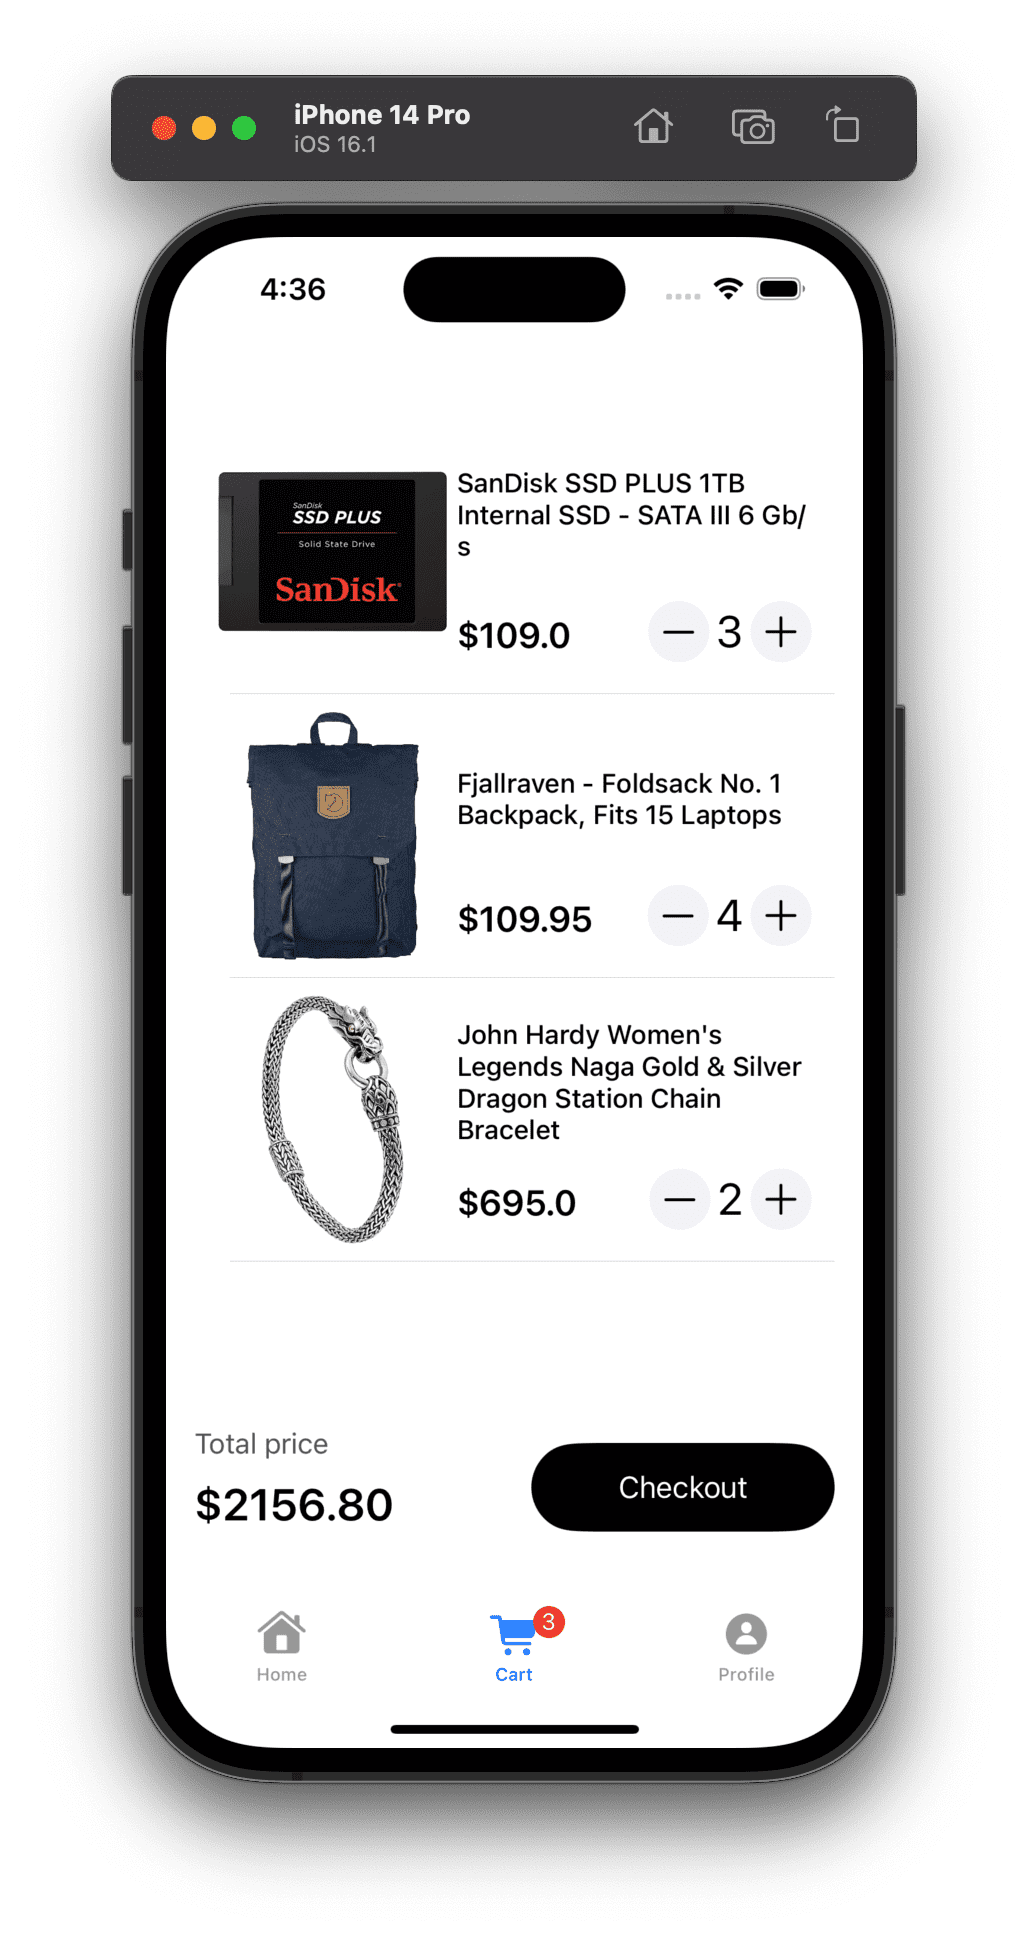 iPhone 14 Pro
iOS 16.1
4:36
SanDisk
SSD PLUS
Solid State Drive
SanDisk
SanDisk SSD PLUS 1TB
Internal SSD - SATA III 6 Gb/
s
$109.0
3
Fjallraven - Foldsack No. 1
Backpack, Fits 15 Laptops
$109.95
4
John Hardy Women's
Legends Naga Gold & Silver
Dragon Station Chain
Bracelet
$695.0
2
Total price
$2156.80
Checkout
3
Home
Cart
Profile